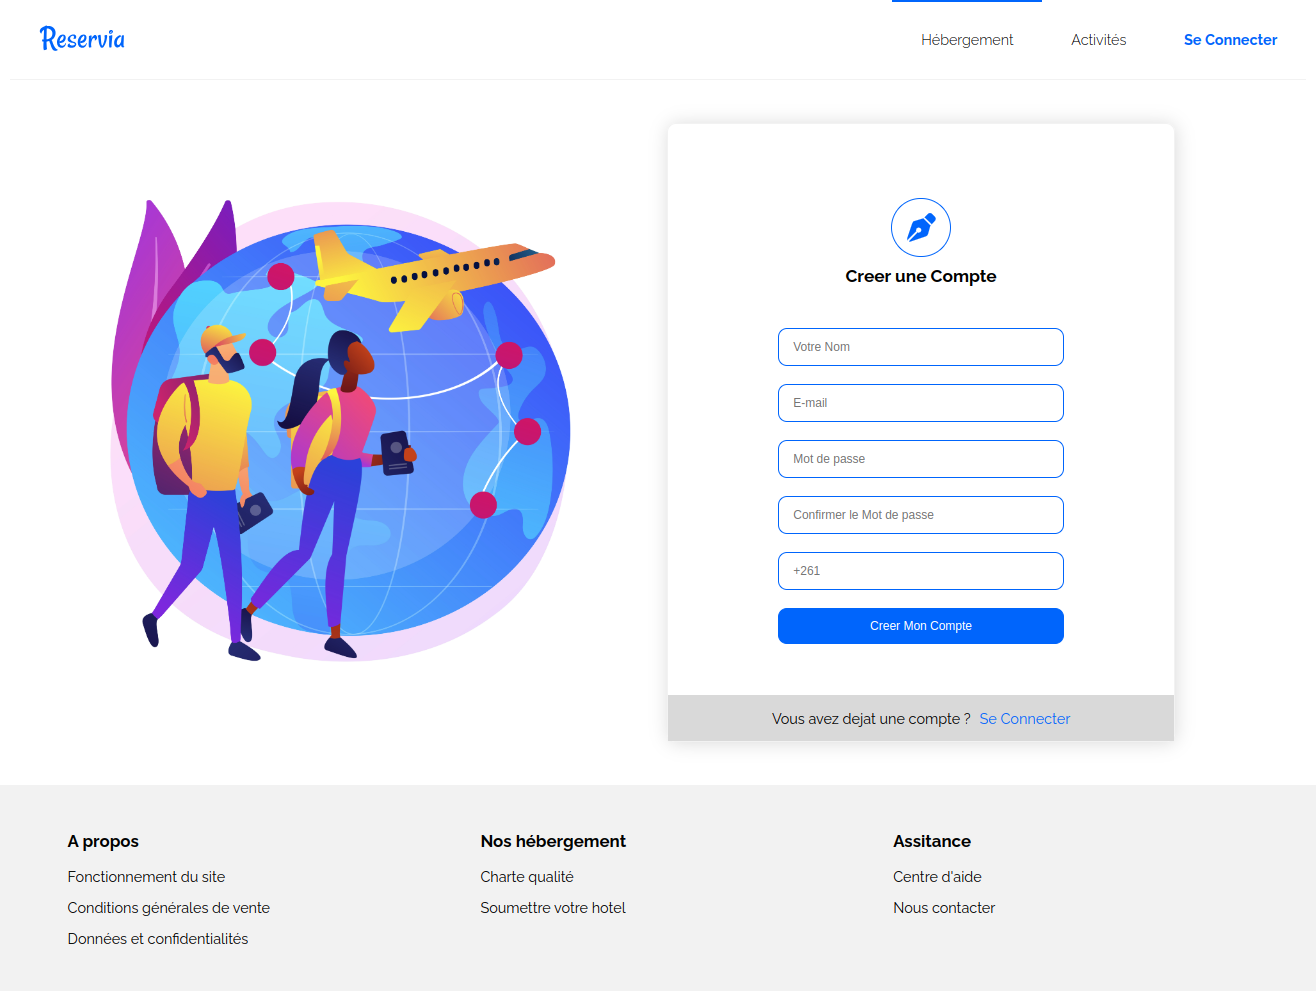 Reservia
Hébergement
Activités
Se Connecter
Creer une Compte
Votre Nom
E-mail
Mot de passe
Confirmer le Mot de passe
+261
Creer Mon Compte
Vous avez dejat une compte ? Se Connecter
A propos
Fonctionnement du site
Conditions générales de vente
Données et confidentialités
Nos hébergement
Charte qualité
Soumettre votre hotel
Assitance
Centre d'aide
Nous contacter